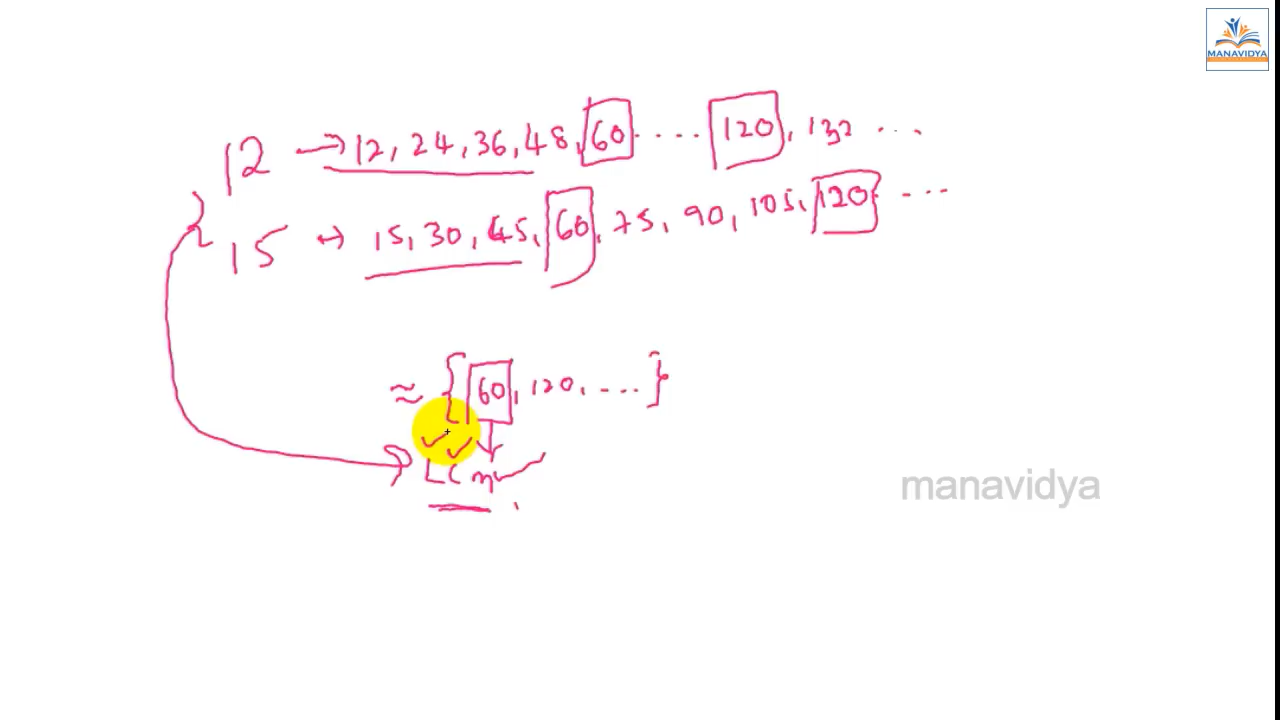 MANAVIDYA
12 → 12, 24, 36, 48, 60 .... 120, 132 ...
15 → 15, 30, 45, 60, 75, 90, 105, 120 ...
≈ { 60, 120, .... }
LCM
manavidya